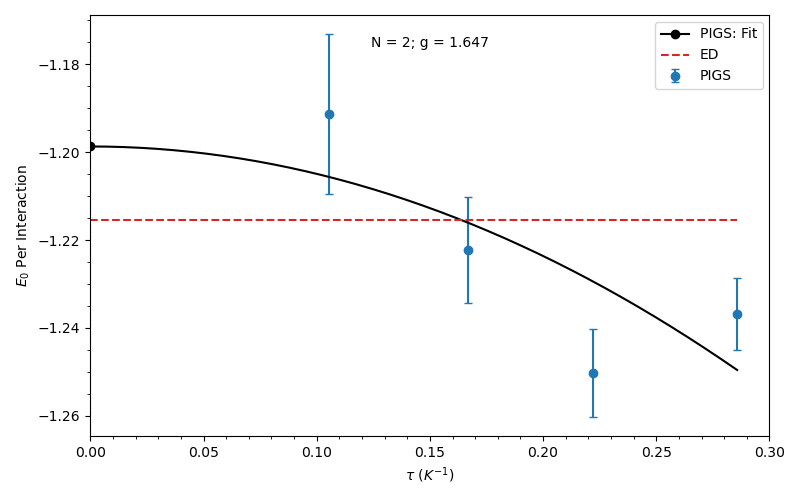 N = 2; g = 1.647
PIGS: Fit
ED
PIGS
E₀ Per Interaction
−1.18
−1.20
−1.22
−1.24
−1.26
0.00 0.05 0.10 0.15 0.20 0.25 0.30
τ (K⁻¹)